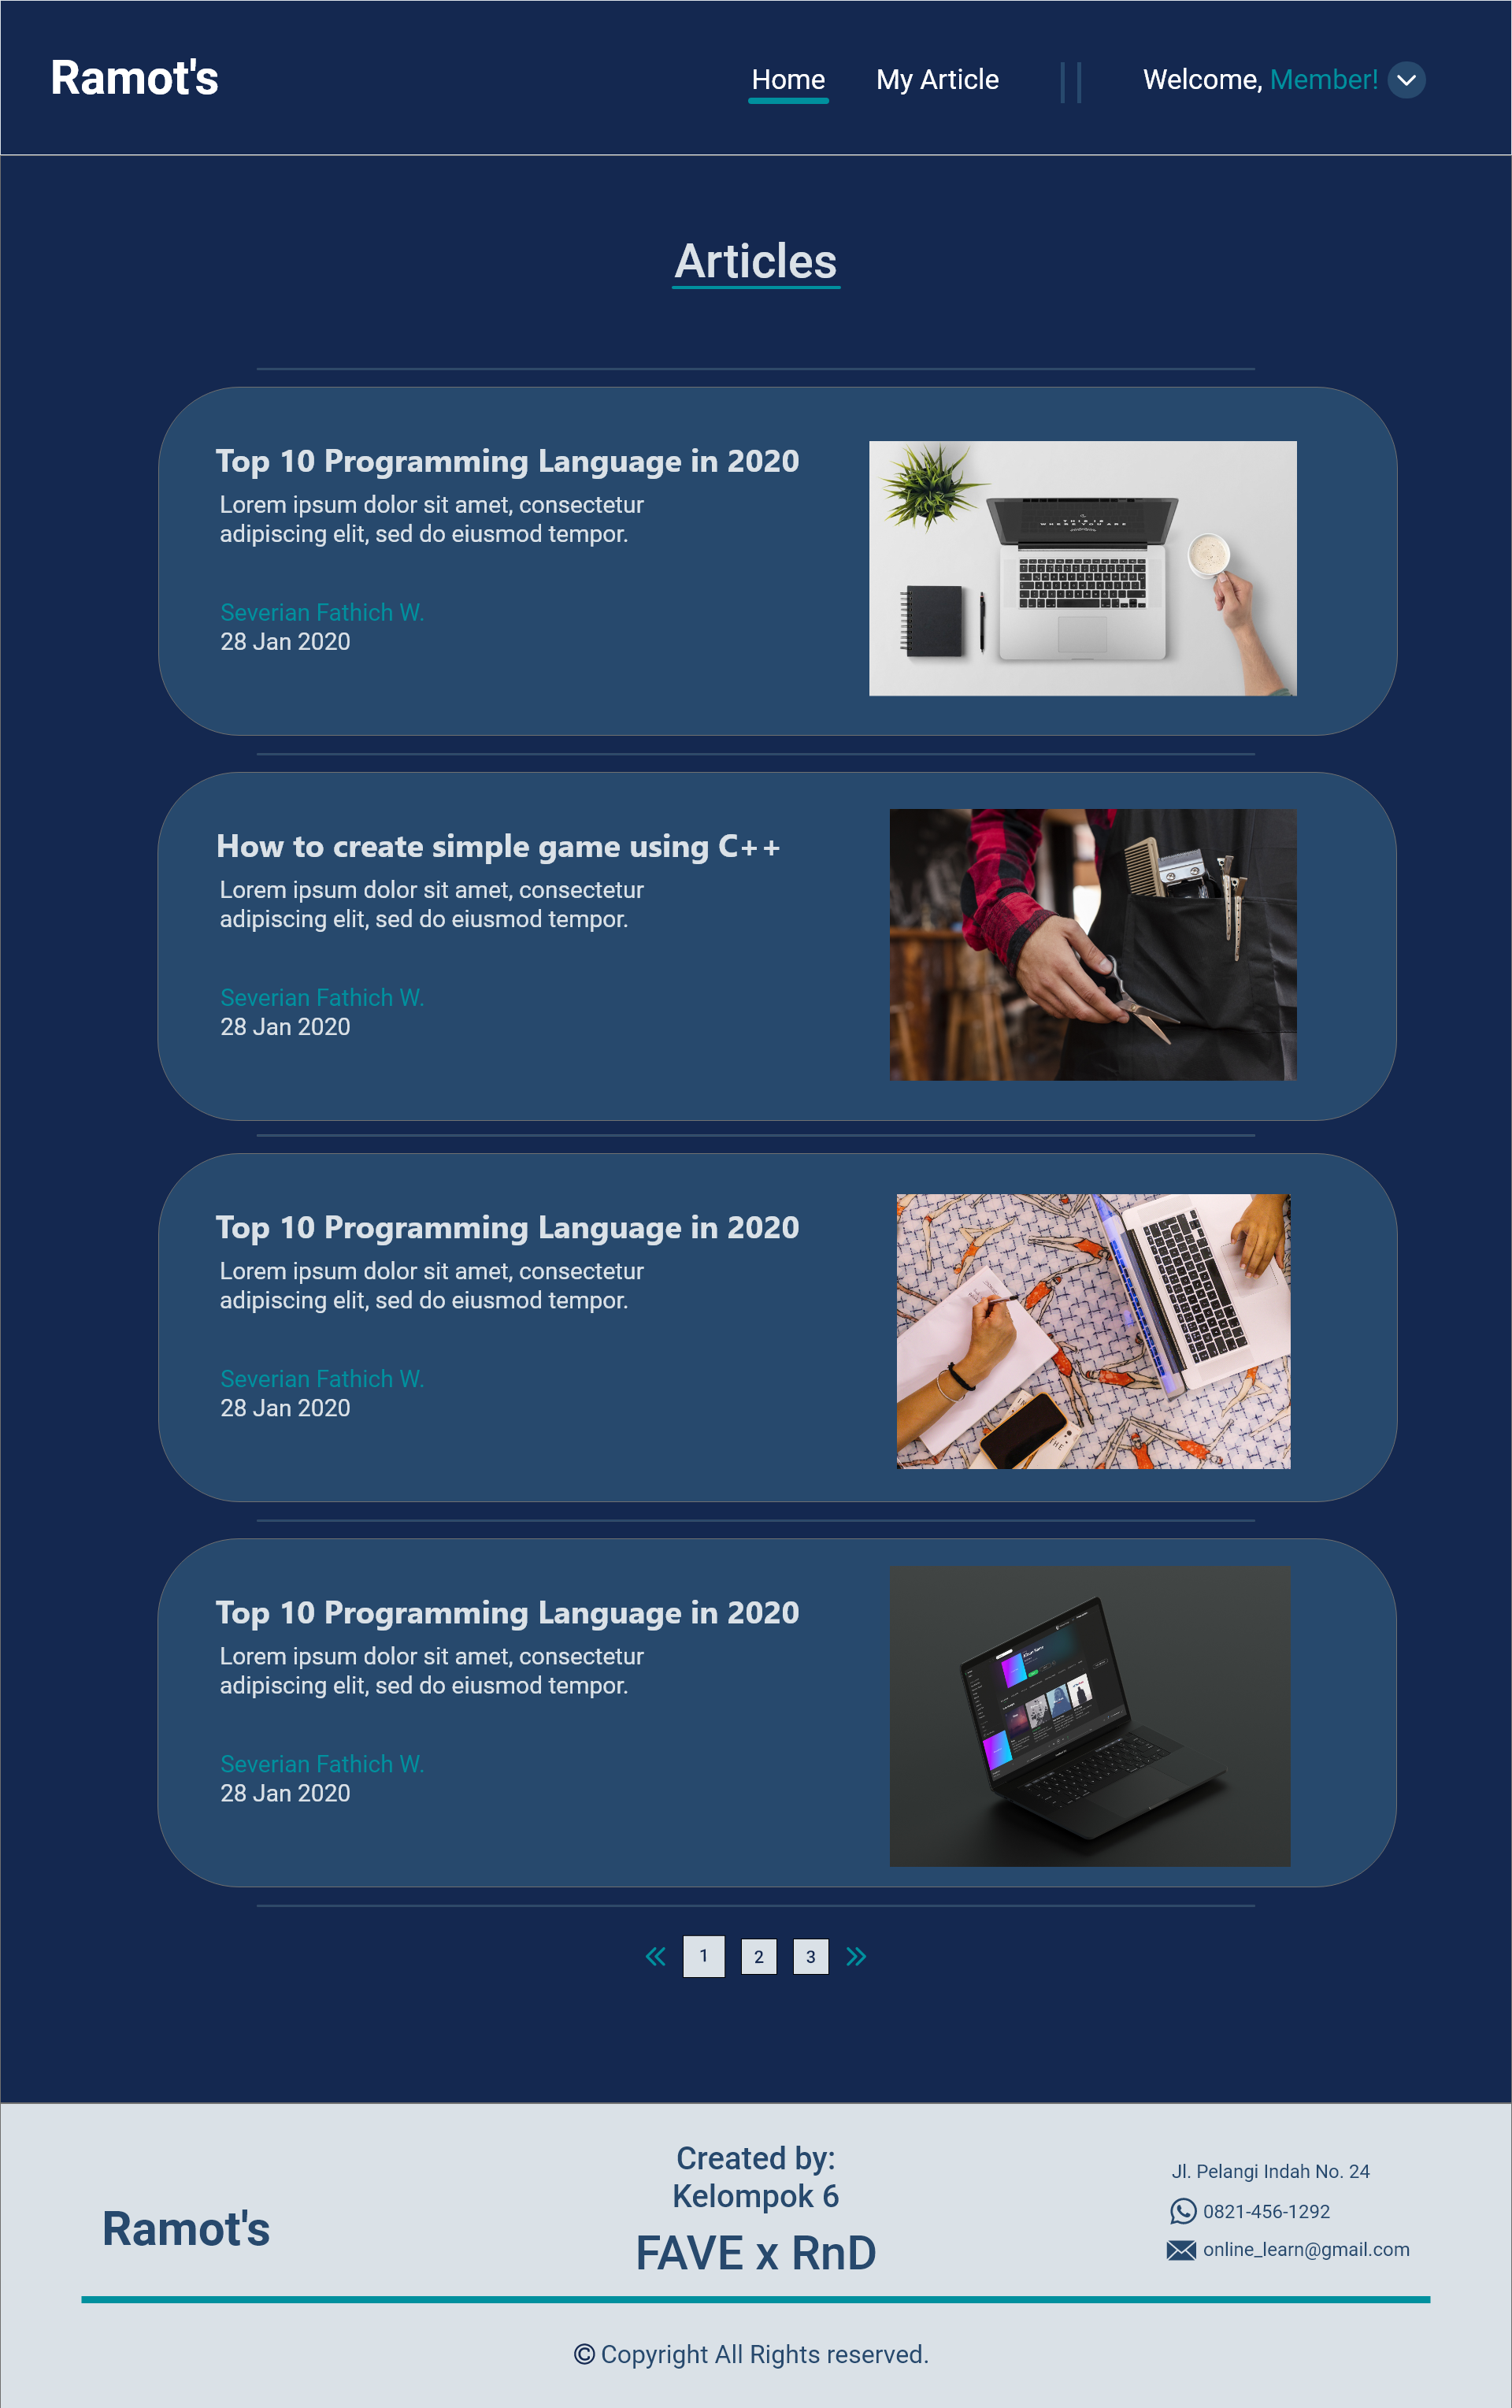 Ramot's
Home
My Article
Welcome, Member!
Articles
Top 10 Programming Language in 2020
Lorem ipsum dolor sit amet, consectetur
adipiscing elit, sed do eiusmod tempor.
Severian Fathich W.
28 Jan 2020
How to create simple game using C++
Lorem ipsum dolor sit amet, consectetur
adipiscing elit, sed do eiusmod tempor.
Severian Fathich W.
28 Jan 2020
Top 10 Programming Language in 2020
Lorem ipsum dolor sit amet, consectetur
adipiscing elit, sed do eiusmod tempor.
Severian Fathich W.
28 Jan 2020
Top 10 Programming Language in 2020
Lorem ipsum dolor sit amet, consectetur
adipiscing elit, sed do eiusmod tempor.
Severian Fathich W.
28 Jan 2020
« 1 2 3 »
Ramot's
Created by:
Kelompok 6
FAVE x RnD
Jl. Pelangi Indah No. 24
0821-456-1292
online_learn@gmail.com
© Copyright All Rights reserved.